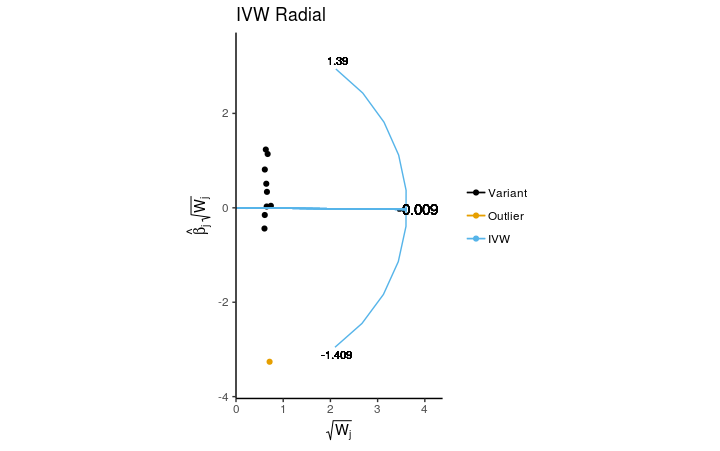 IVW Radial
1.39
2
0
-2
-4
-0.009
-1.409
0 1 2 3 4
β̂j√Wj
√Wj
Variant
Outlier
IVW